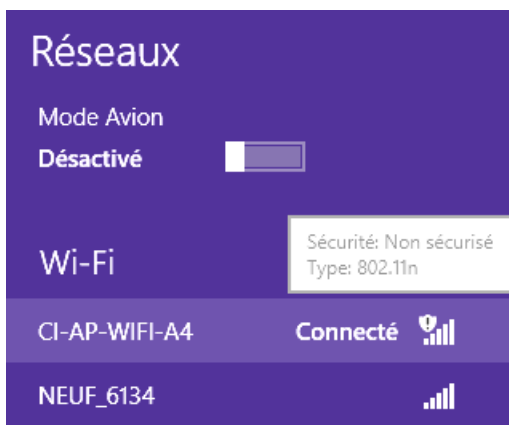 Réseaux
Mode Avion
Désactivé
Sécurité: Non sécurisé
Type: 802.11n
Wi-Fi
CI-AP-WIFI-A4 Connecté
NEUF_6134